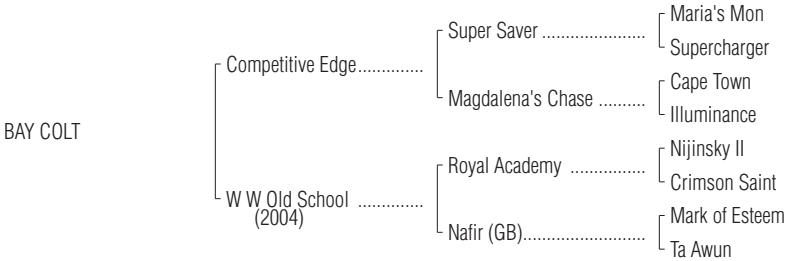 Maria's Mon
Super Saver ......................
Supercharger
Competitive Edge..............
Cape Town
Magdalena's Chase ..........
Illuminance
BAY COLT
Nijinsky II
Royal Academy ................
Crimson Saint
W W Old School ..............
(2004)
Mark of Esteem
Nafir (GB)..........................
Ta Awun